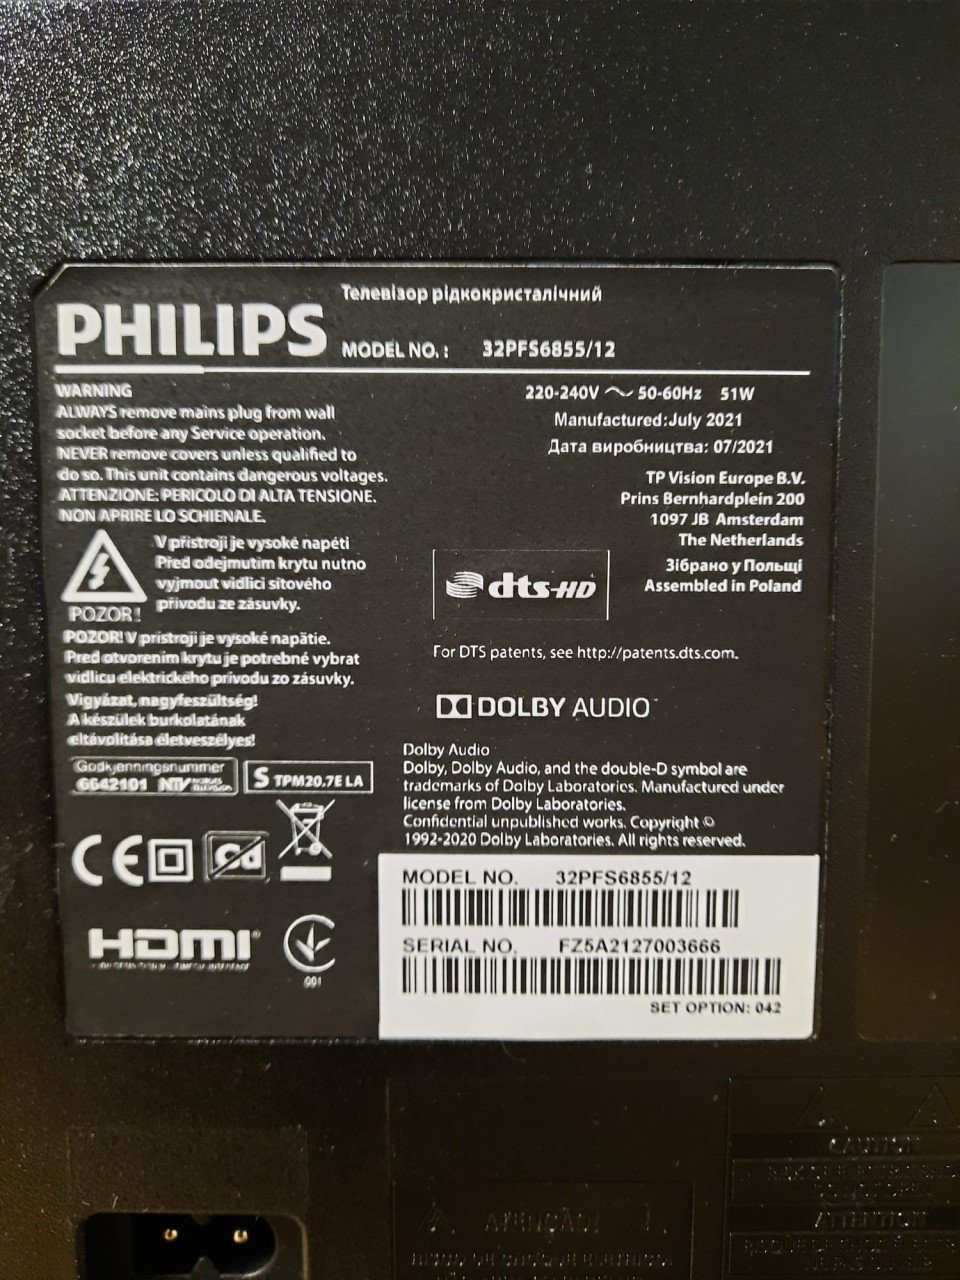 Телевізор рідкокристалічний
PHILIPS
MODEL NO. : 32PFS6855/12
WARNING
ALWAYS remove mains plug from wall
socket before any Service operation.
NEVER remove covers unless qualified to
do so. This unit contains dangerous voltages.
ATTENZIONE: PERICOLO DI ALTA TENSIONE.
NON APRIRE LO SCHIENALE.
V přístroji je vysoké napětí
Před odejmutím krytu nutno
vyjmout vidlici síťového
přívodu ze zásuvky.
POZOR!
POZOR! V prístroji je vysoké napätie.
Pred otvorením krytu je potrebné vybrať
vidlicu elektrického prívodu zo zásuvky.
Vigyázat, nagyfeszültség!
A készülék burkolatának
eltávolítása életveszélyes!
Godkjenningsnummer
6642101
S TPM20.7E LA
CE
Cd
HDMI
001
220-240V ~ 50-60Hz 51W
Manufactured:July 2021
Дата виробництва: 07/2021
TP Vision Europe B.V.
Prins Bernhardplein 200
1097 JB Amsterdam
The Netherlands
Зібрано у Польщі
Assembled in Poland
dts-HD
For DTS patents, see http://patents.dts.com.
DOLBY AUDIO™
Dolby Audio
Dolby, Dolby Audio, and the double-D symbol are
trademarks of Dolby Laboratories. Manufactured under
license from Dolby Laboratories.
Confidential unpublished works. Copyright ©
1992-2020 Dolby Laboratories. All rights reserved.
MODEL NO. 32PFS6855/12
SERIAL NO. FZ5A2127003666
SET OPTION: 042
CAUTION
ATTENTION